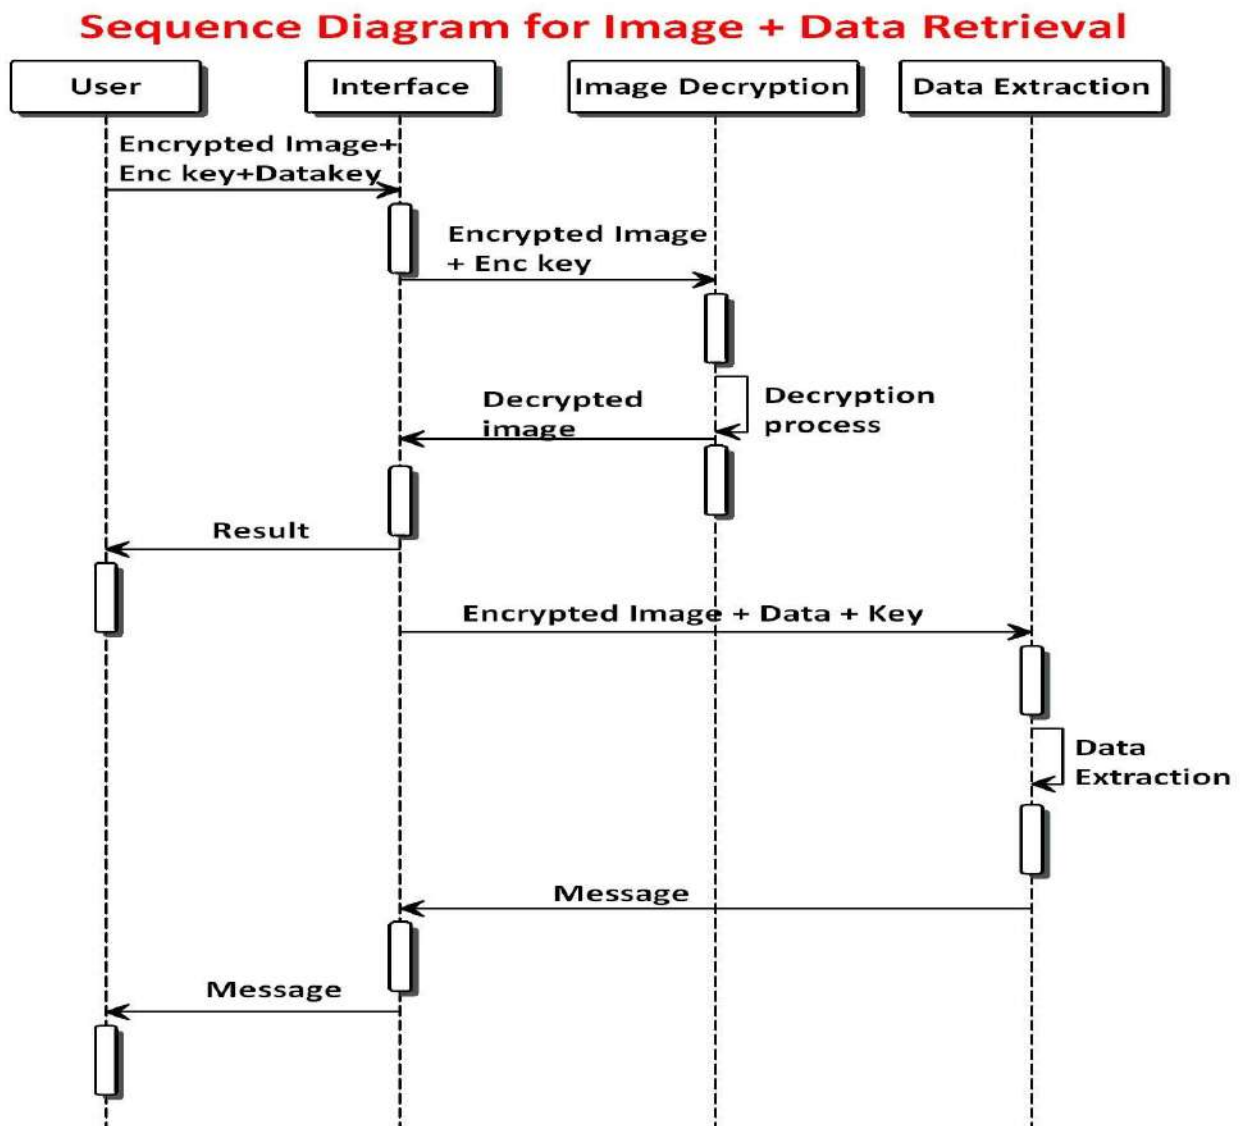 Sequence Diagram for Image + Data Retrieval
User
Interface
Image Decryption
Data Extraction
Encrypted Image+
Enc key+Datakey
Encrypted Image
+ Enc key
Decryption
process
Decrypted
image
Result
Encrypted Image + Data + Key
Data
Extraction
Message
Message